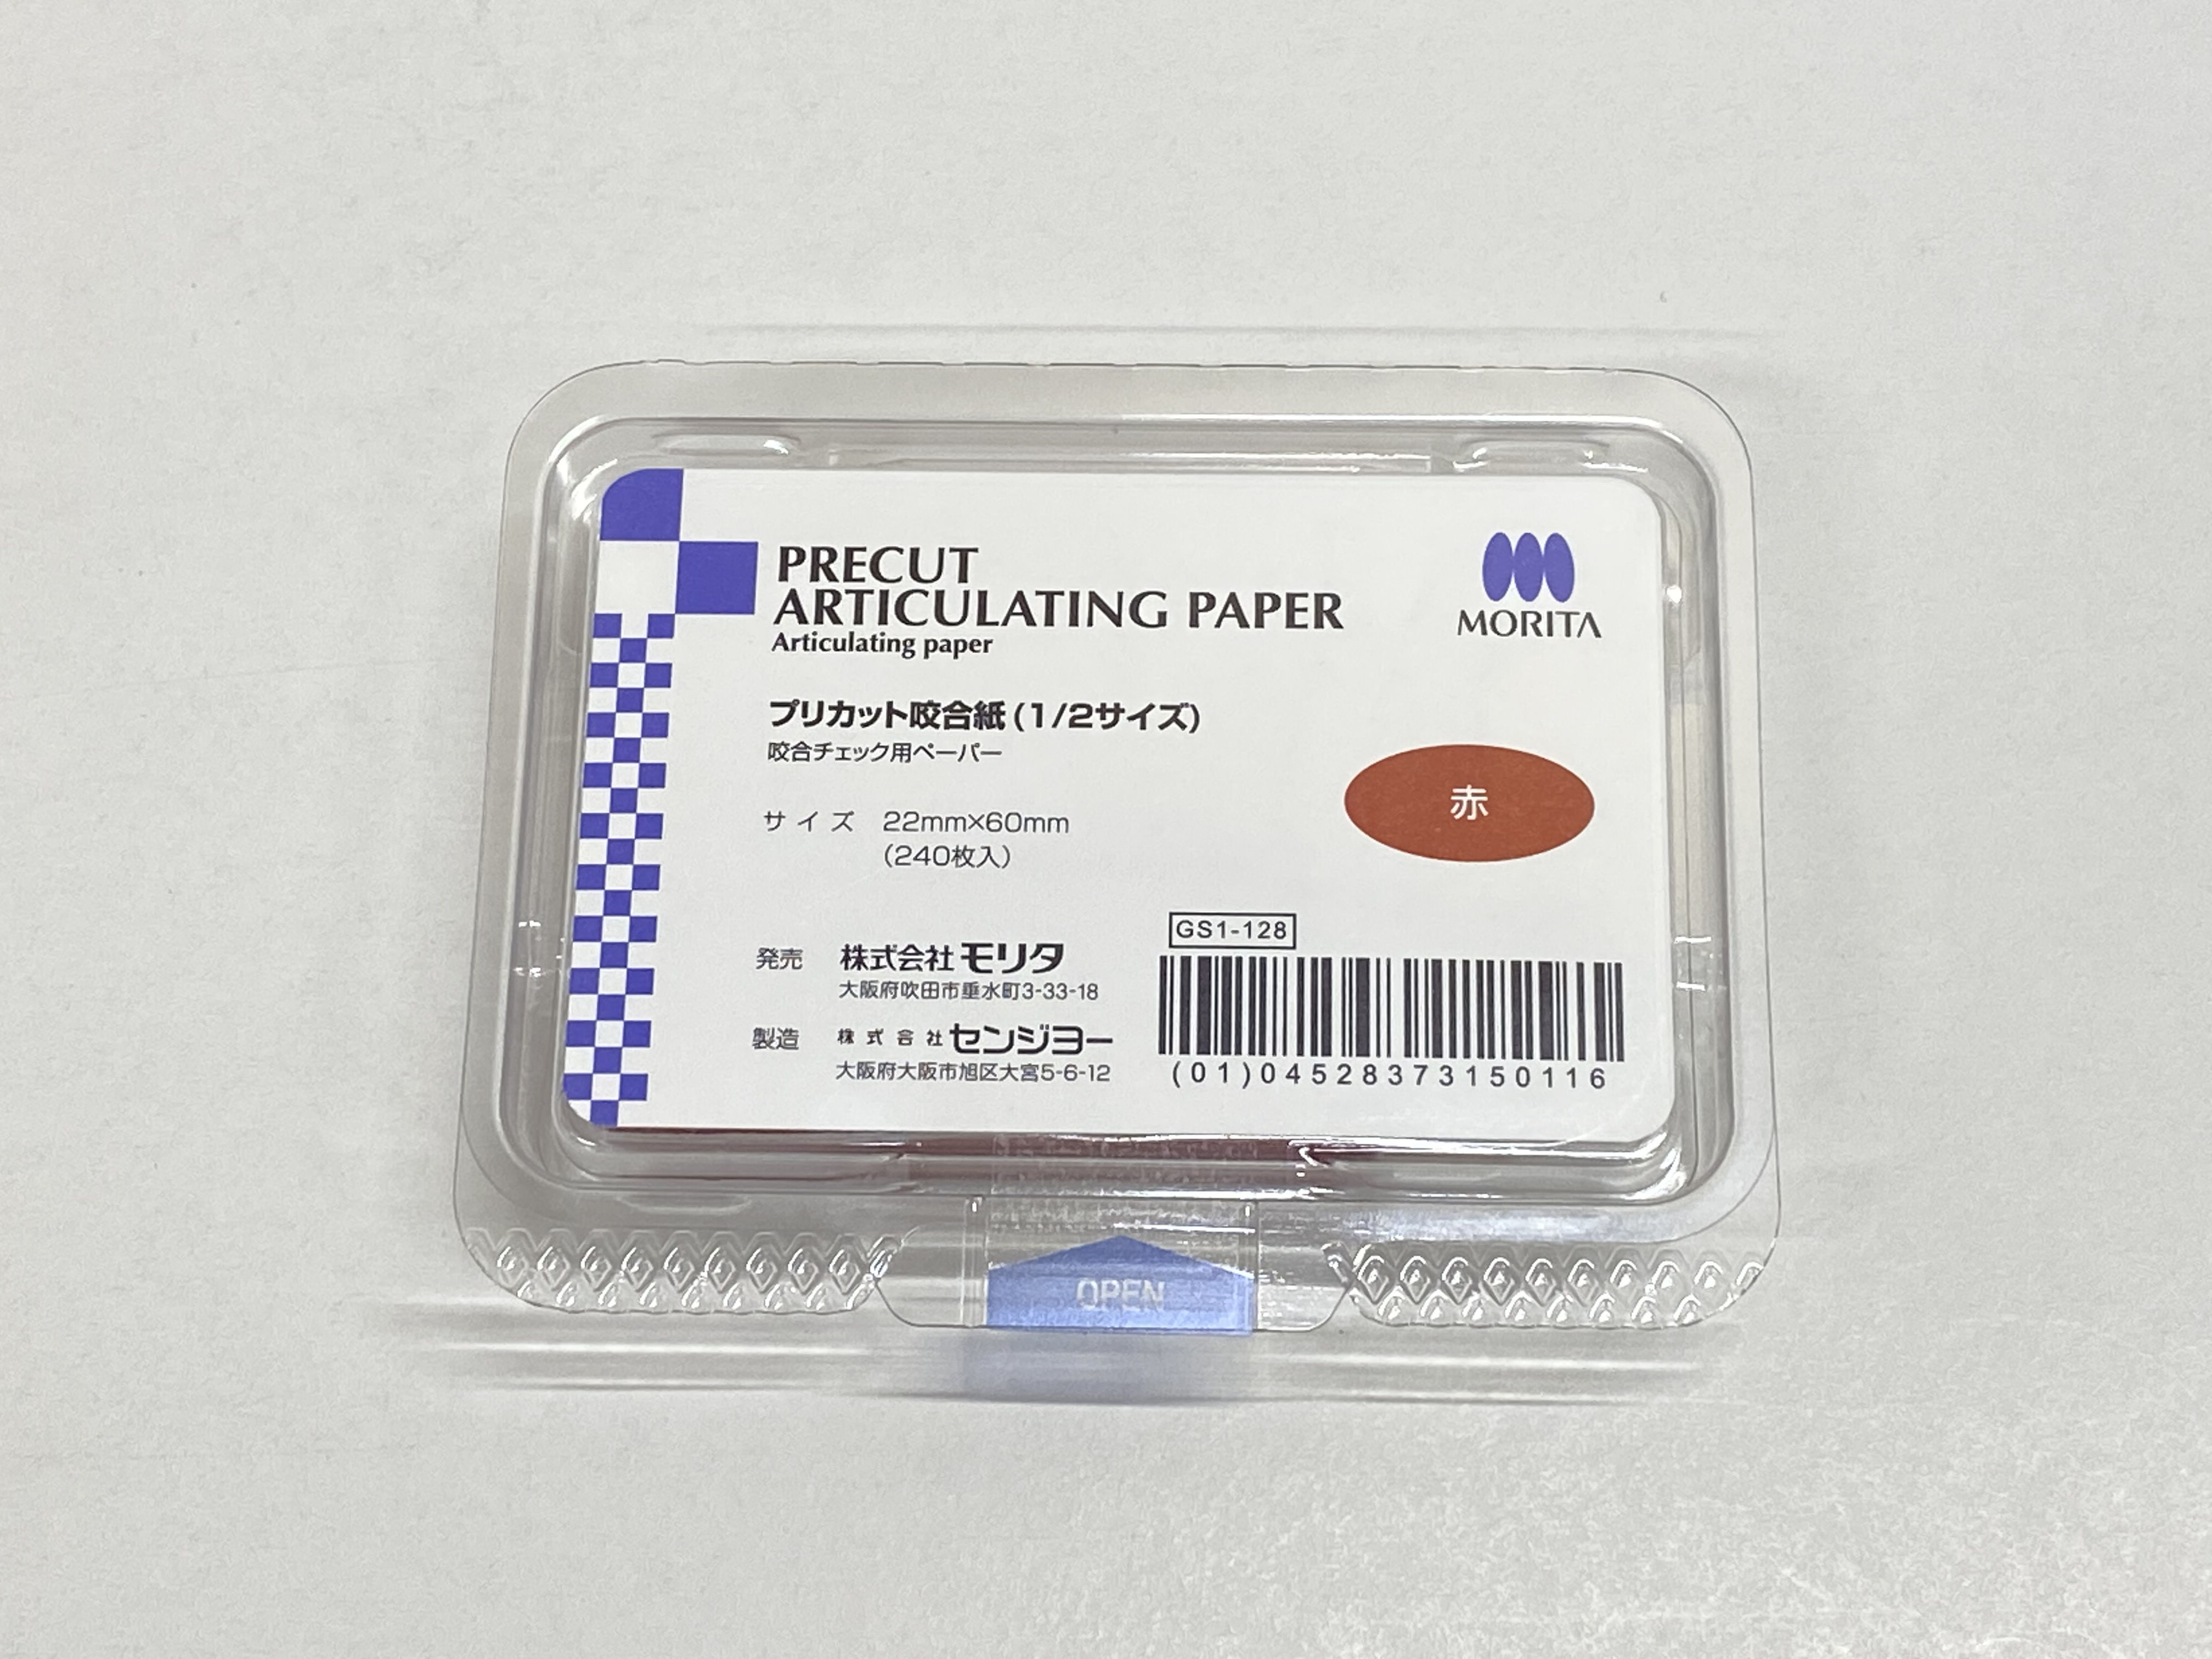 PRECUT
ARTICULATING PAPER
Articulating paper
MORITA
プリカット咬合紙(1/2サイズ)
咬合チェック用ペーパー
赤
サイズ 22mm×60mm
(240枚入)
GS1-128
発売 株式会社モリタ
大阪府吹田市垂水町3-33-18
製造 株式会社センジヨー
大阪府大阪市旭区大宮5-6-12
(01)04528373150116
OPEN